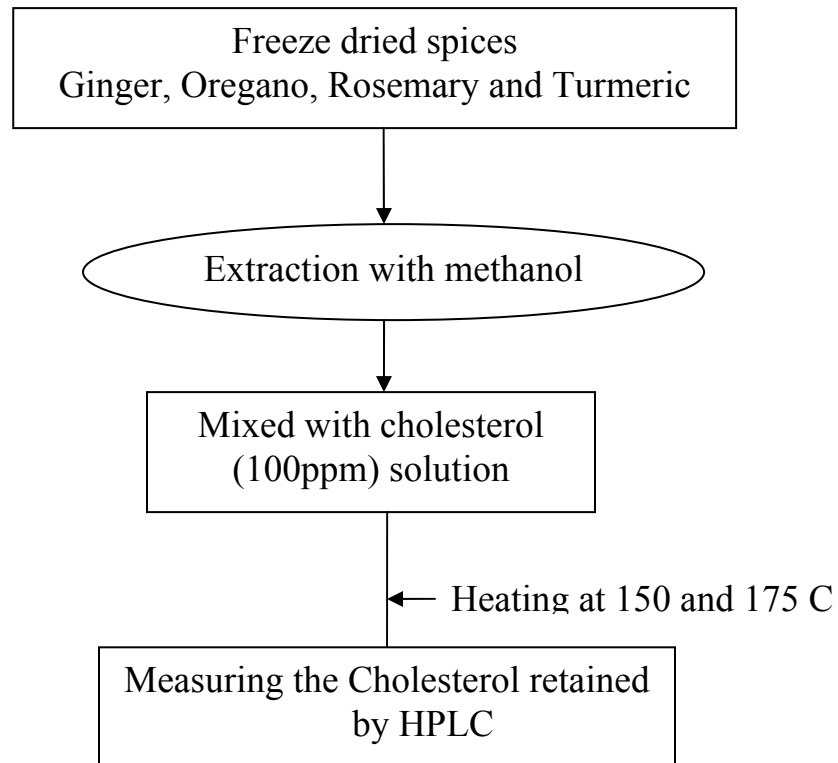 Freeze dried spices
Ginger, Oregano, Rosemary and Turmeric
Extraction with methanol
Mixed with cholesterol
(100ppm) solution
Heating at 150 and 175 C
Measuring the Cholesterol retained
by HPLC